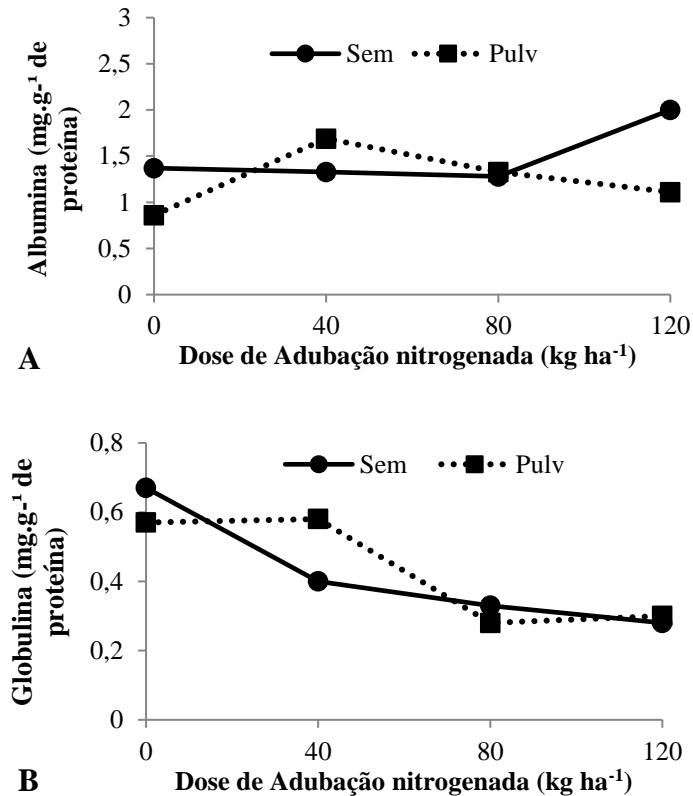 Sem Pulv
3
2,5
2
1,5
1
0,5
0
Albumina (mg.g-¹ de
proteína)
0 40 80 120
Dose de Adubação nitrogenada (kg ha⁻¹)
A
Sem Pulv
0,8
0,6
0,4
0,2
0
Globulina (mg.g-¹ de
proteína)
0 40 80 120
Dose de Adubação nitrogenada (kg ha⁻¹)
B